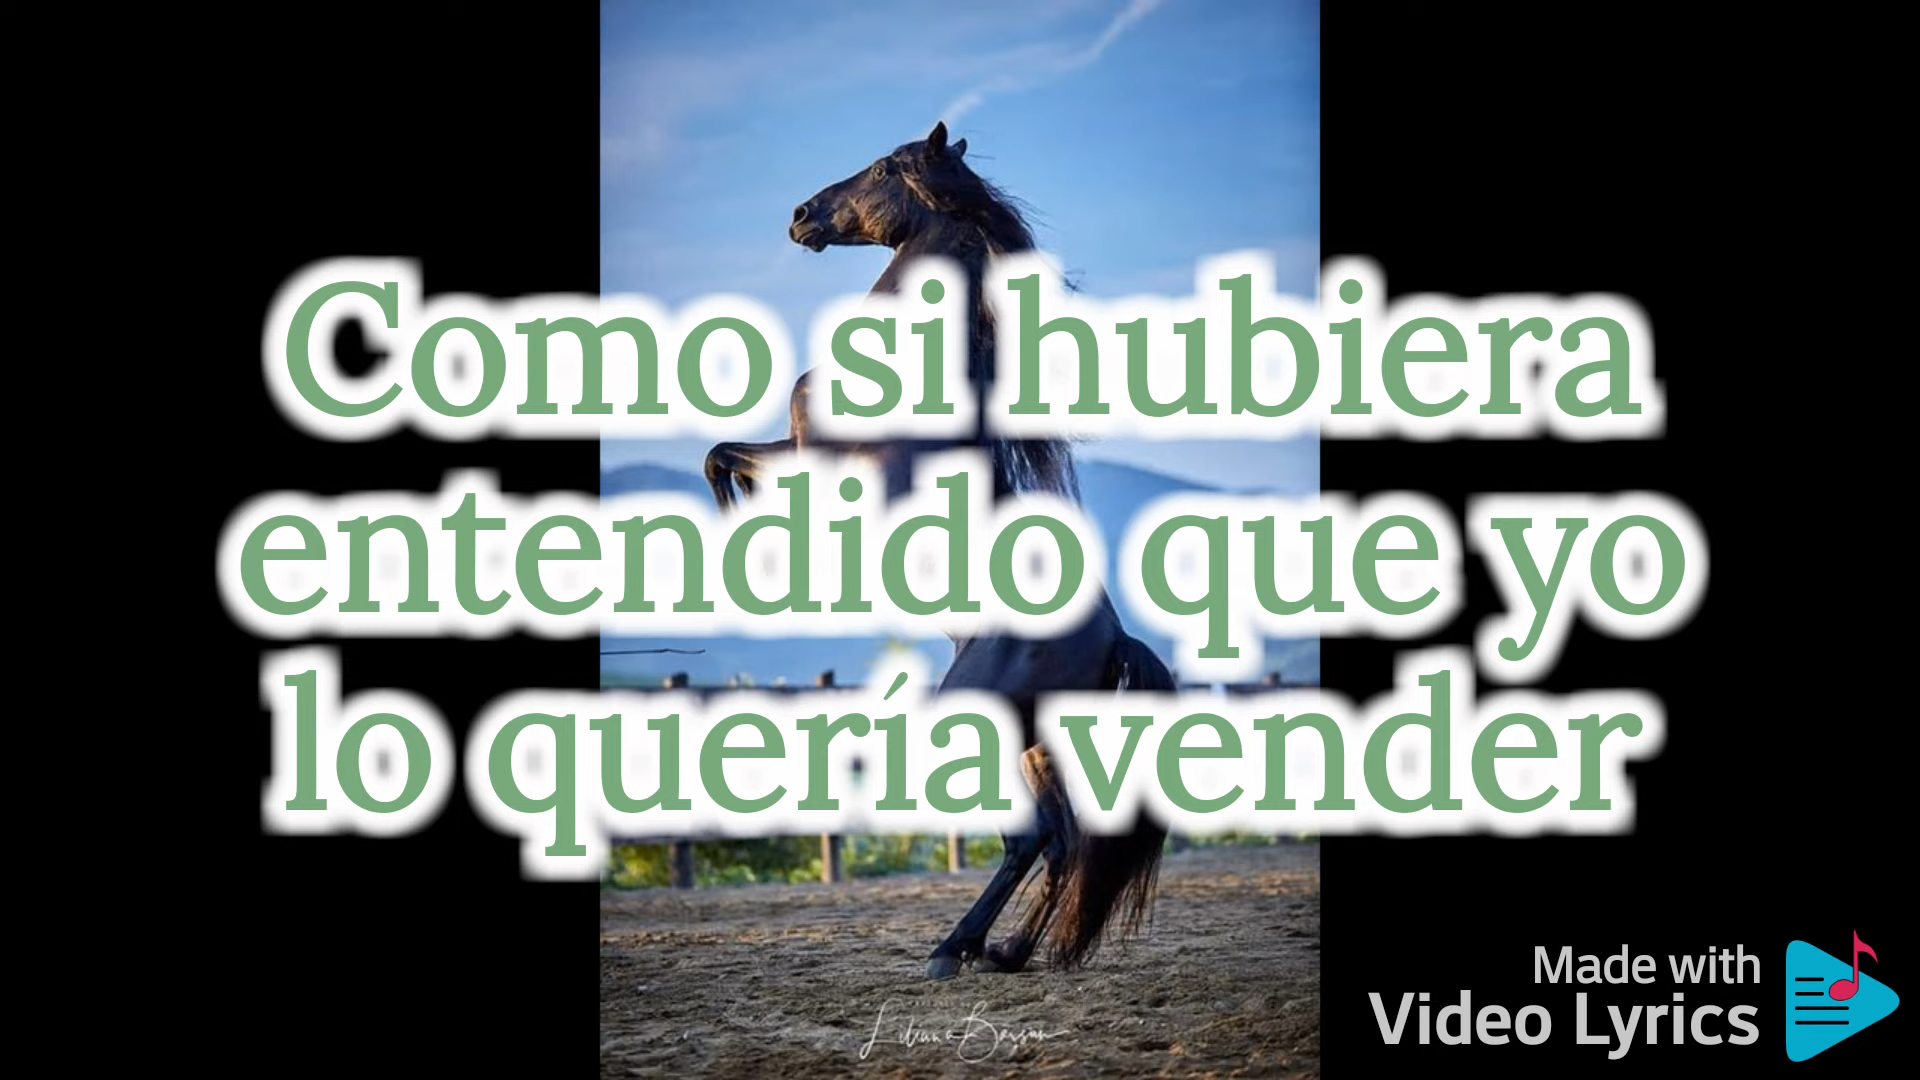 Como si hubiera
entendido que yo
lo quería vender
Made with
Video Lyrics